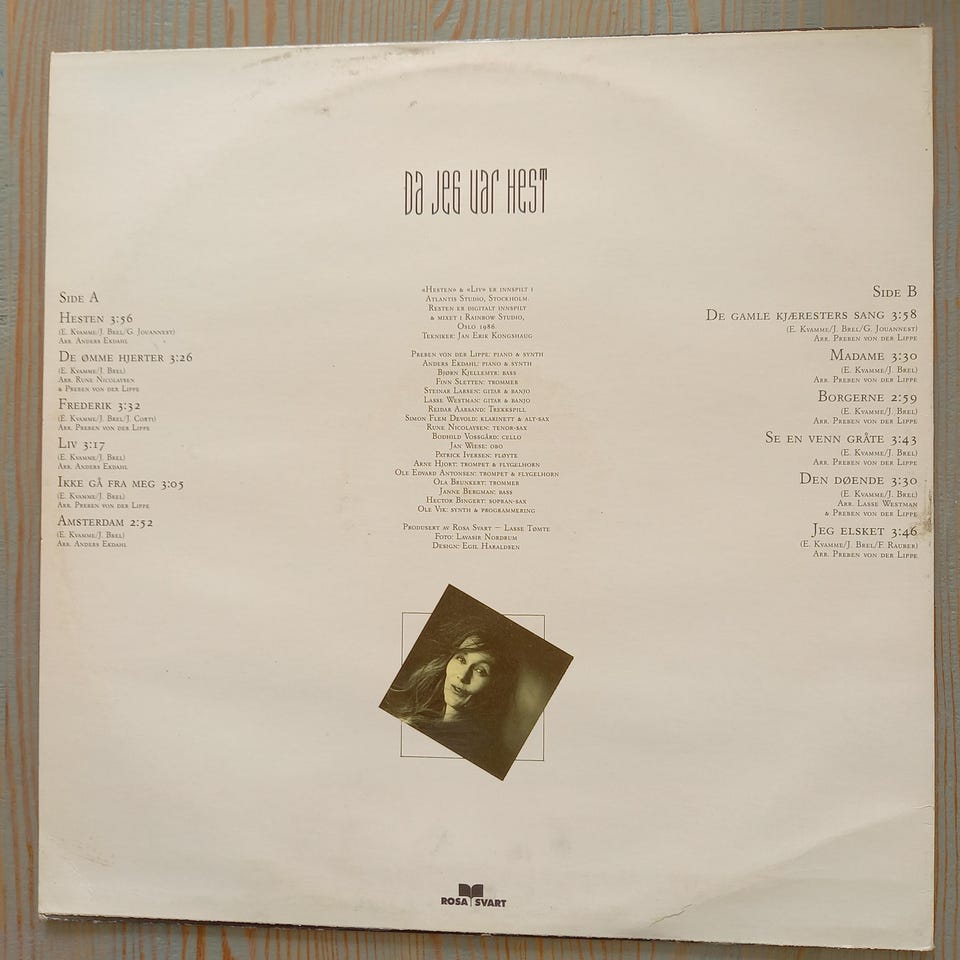 Da jeg var hest
Side A
Hesten 3:56
(E. Kvamme/J. Brel/G. Jouannest)
Arr. Anders Ekdahl
De ømme hjerter 3:26
(E. Kvamme/J. Brel)
Arr. Rune Nicolaysen
& Preben von der Lippe
Frederik 3:32
(E. Kvamme/J. Brel/J. Corti)
Arr. Preben von der Lippe
Liv 3:17
(E. Kvamme/J. Brel)
Arr. Anders Ekdahl
Ikke gå fra meg 3:05
(E. Kvamme/J. Brel)
Arr. Preben von der Lippe
Amsterdam 2:52
(E. Kvamme/J. Brel)
Arr. Anders Ekdahl
«Hesten» & «Liv» er innspilt i
Atlantis Studio, Stockholm.
Resten er digitalt innspilt
& mixet i Rainbow Studio,
Oslo 1986
Tekniker: Jan Erik Kongshaug
Preben von der Lippe: piano & synth
Anders Ekdahl: piano & synth
Bjørn Kjellemyr: bass
Finn Sletten: trommer
Steinar Larsen: gitar & banjo
Lasse Westman: gitar & banjo
Reidar Aarsand: Trekkspill
Simon Flem Devold: klarinett & alt-sax
Rune Nicolaysen: tenor-sax
Bodhild Vossgård: cello
Jan Wiese: obo
Patrick Iversen: fløyte
Arne Hjort: trompet & flygelhorn
Ole Edvard Antonsen: trompet & flygelhorn
Ola Brunkert: trommer
Janne Bergman: bass
Hector Bingert: sopran-sax
Ole Vik: synth & programmering
Produsert av Rosa Svart — Lasse Tømte
Foto: Lavasir Nordrum
Design: Egil Haraldsen
Side B
De gamle kjæresters sang 3:58
(E. Kvamme/J. Brel/G. Jouannest)
Arr. Preben von der Lippe
Madame 3:30
(E. Kvamme/J. Brel)
Arr. Preben von der Lippe
Borgerne 2:59
(E. Kvamme/J. Brel)
Arr. Preben von der Lippe
Se en venn gråte 3:43
(E. Kvamme/J. Brel)
Arr. Preben von der Lippe
Den døende 3:30
(E. Kvamme/J. Brel)
Arr. Lasse Westman
& Preben von der Lippe
Jeg elsket 3:46
(E. Kvamme/J. Brel/F. Rauber)
Arr. Preben von der Lippe
ROSA SVART